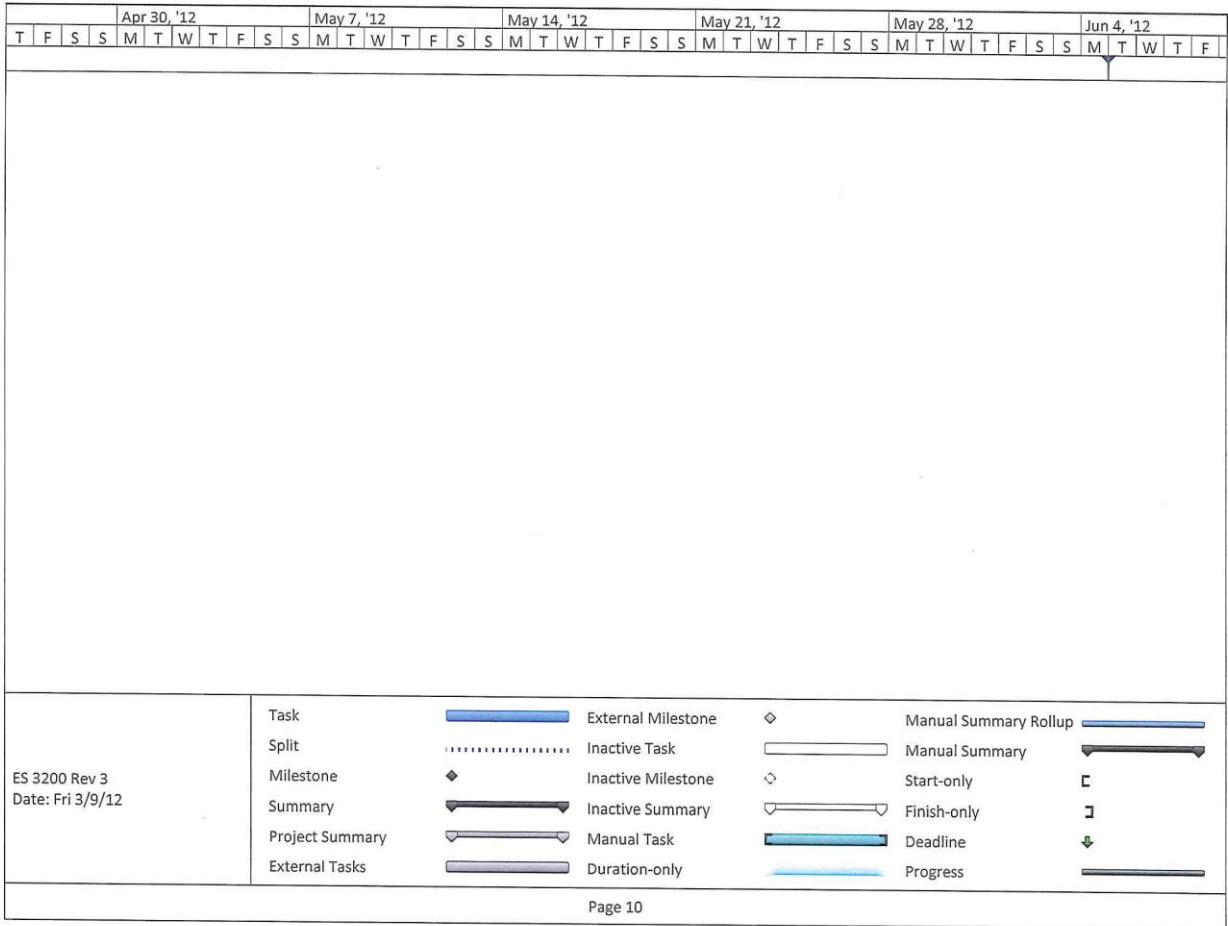 Apr 30, '12 May 7, '12 May 14, '12 May 21, '12 May 28, '12 Jun 4, '12
T F S S M T W T F S S M T W T F S S M T W T F S S M T W T F S S M T W T F S S M T W T F
Task
Split
Milestone
Summary
Project Summary
External Tasks
External Milestone
Inactive Task
Inactive Milestone
Inactive Summary
Manual Task
Duration-only
Manual Summary Rollup
Manual Summary
Start-only
Finish-only
Deadline
Progress
ES 3200 Rev 3
Date: Fri 3/9/12
Page 10